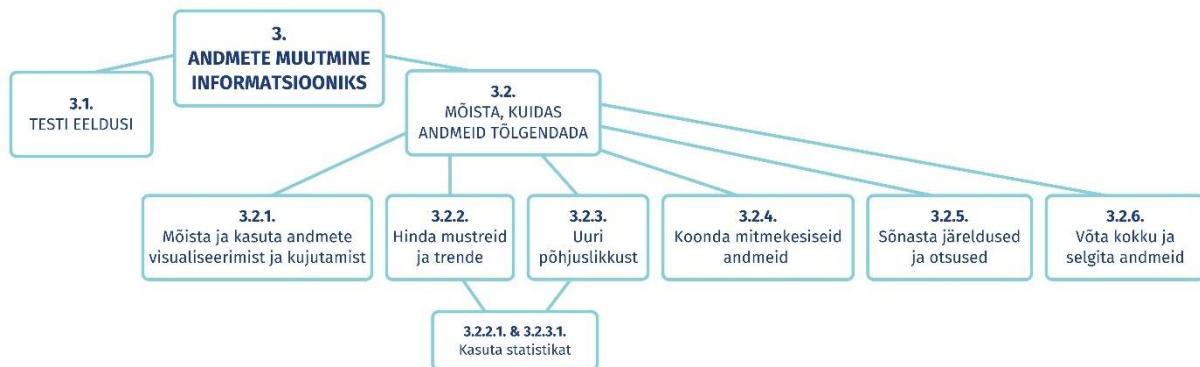 3.
ANDMETE MUUTMINE
INFORMATSIOONIKS
3.1.
TESTI EELDUSI
3.2.
MÕISTA, KUIDAS
ANDMEID TÕLGENDADA
3.2.1.
Mõista ja kasuta andmete
visualiseerimist ja kujutamist
3.2.2.
Hinda mustreid
ja trende
3.2.3.
Uuri
põhjuslikkust
3.2.4.
Koonda mitmekesiseid
andmeid
3.2.5.
Sõnasta järeldused
ja otsused
3.2.6.
Võta kokku ja
selgita andmeid
3.2.2.1. & 3.2.3.1.
Kasuta statistikat